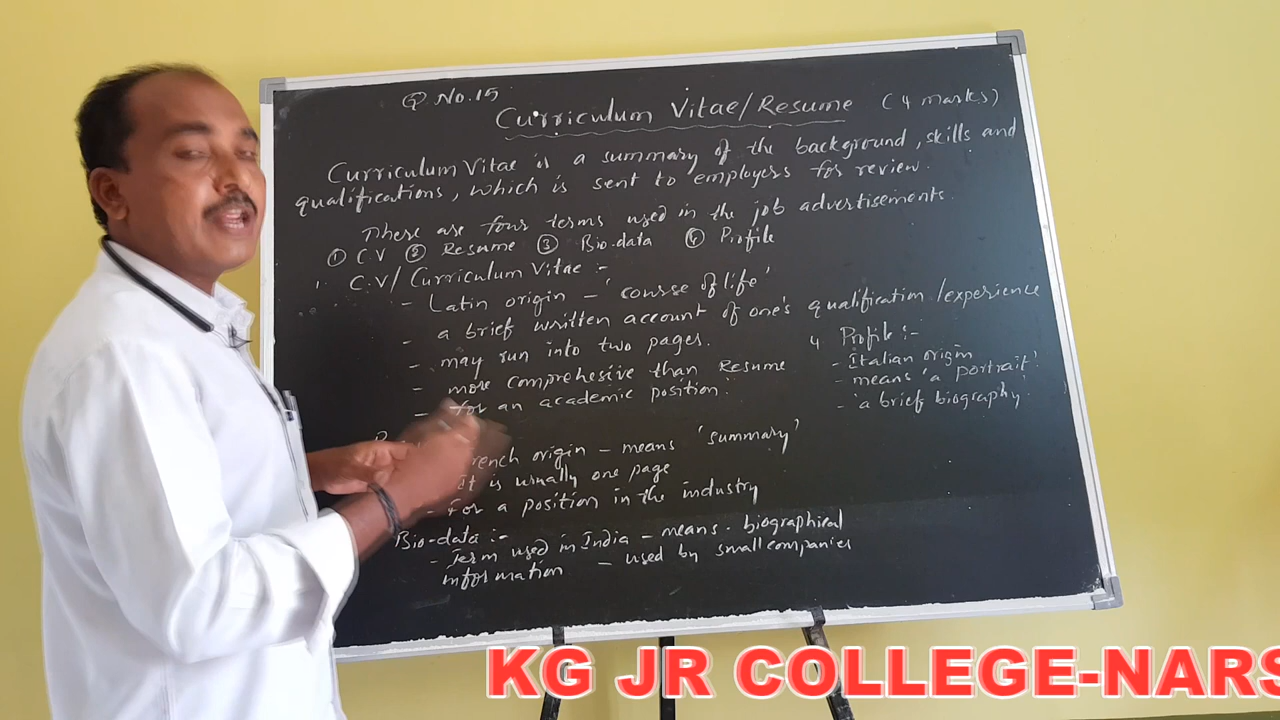 Q No. 15
Curriculum Vitae/Resume (4 marks)
Curriculum Vitae is a summary of the background, skills and
qualifications, which is sent to employers for review.
There are four terms used in the job advertisements.
① CV ② Resume ③ Bio-data ④ Profile
1. C.V/Curriculum Vitae :-
- Latin origin - 'course of life'
- a brief written account of one's qualification/experience
- may run into two pages.
- more comprehesive than Resume
- for an academic position.
4 Profile :-
- Italian origin
- means 'a portrait'
- 'a brief biography'
French origin - means 'summary'
It is usually one page
- For a position in the industry
Bio-data :-
- Term used in India - means - biographical
information - used by small companies
KG JR COLLEGE-NARS